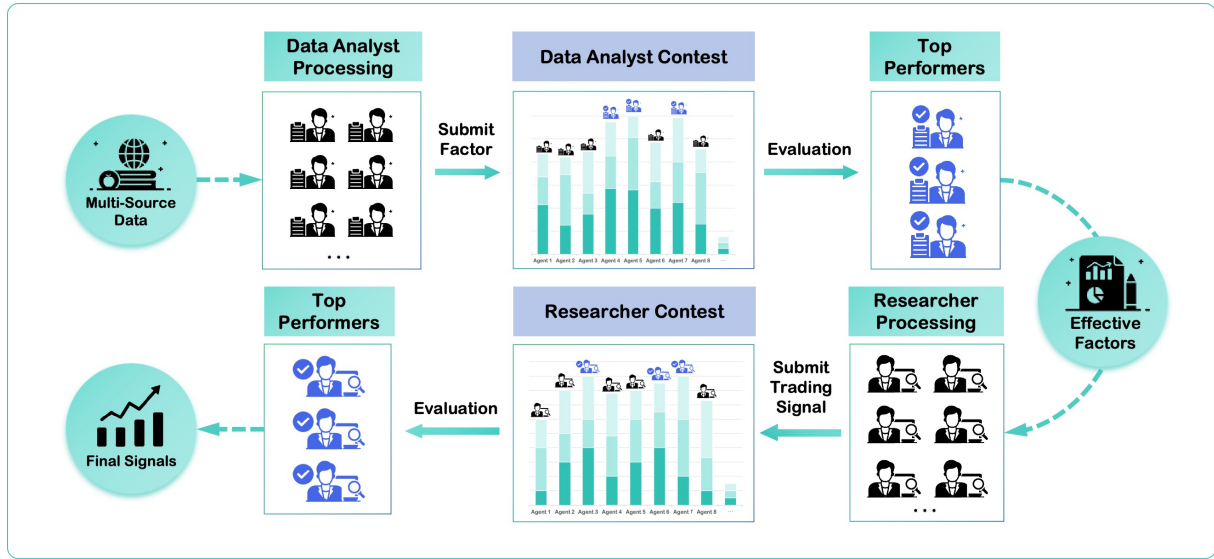 Data Analyst
Processing
Data Analyst Contest
Top
Performers
Multi-Source
Data
Submit
Factor
Evaluation
...
Agent 1 Agent 2 Agent 3 Agent 4 Agent 5 Agent 6 Agent 7 Agent 8 ...
Effective
Factors
Top
Performers
Researcher Contest
Researcher
Processing
Final Signals
Evaluation
Submit
Trading
Signal
Agent 1 Agent 2 Agent 3 Agent 4 Agent 5 Agent 6 Agent 7 Agent 8 ...
...